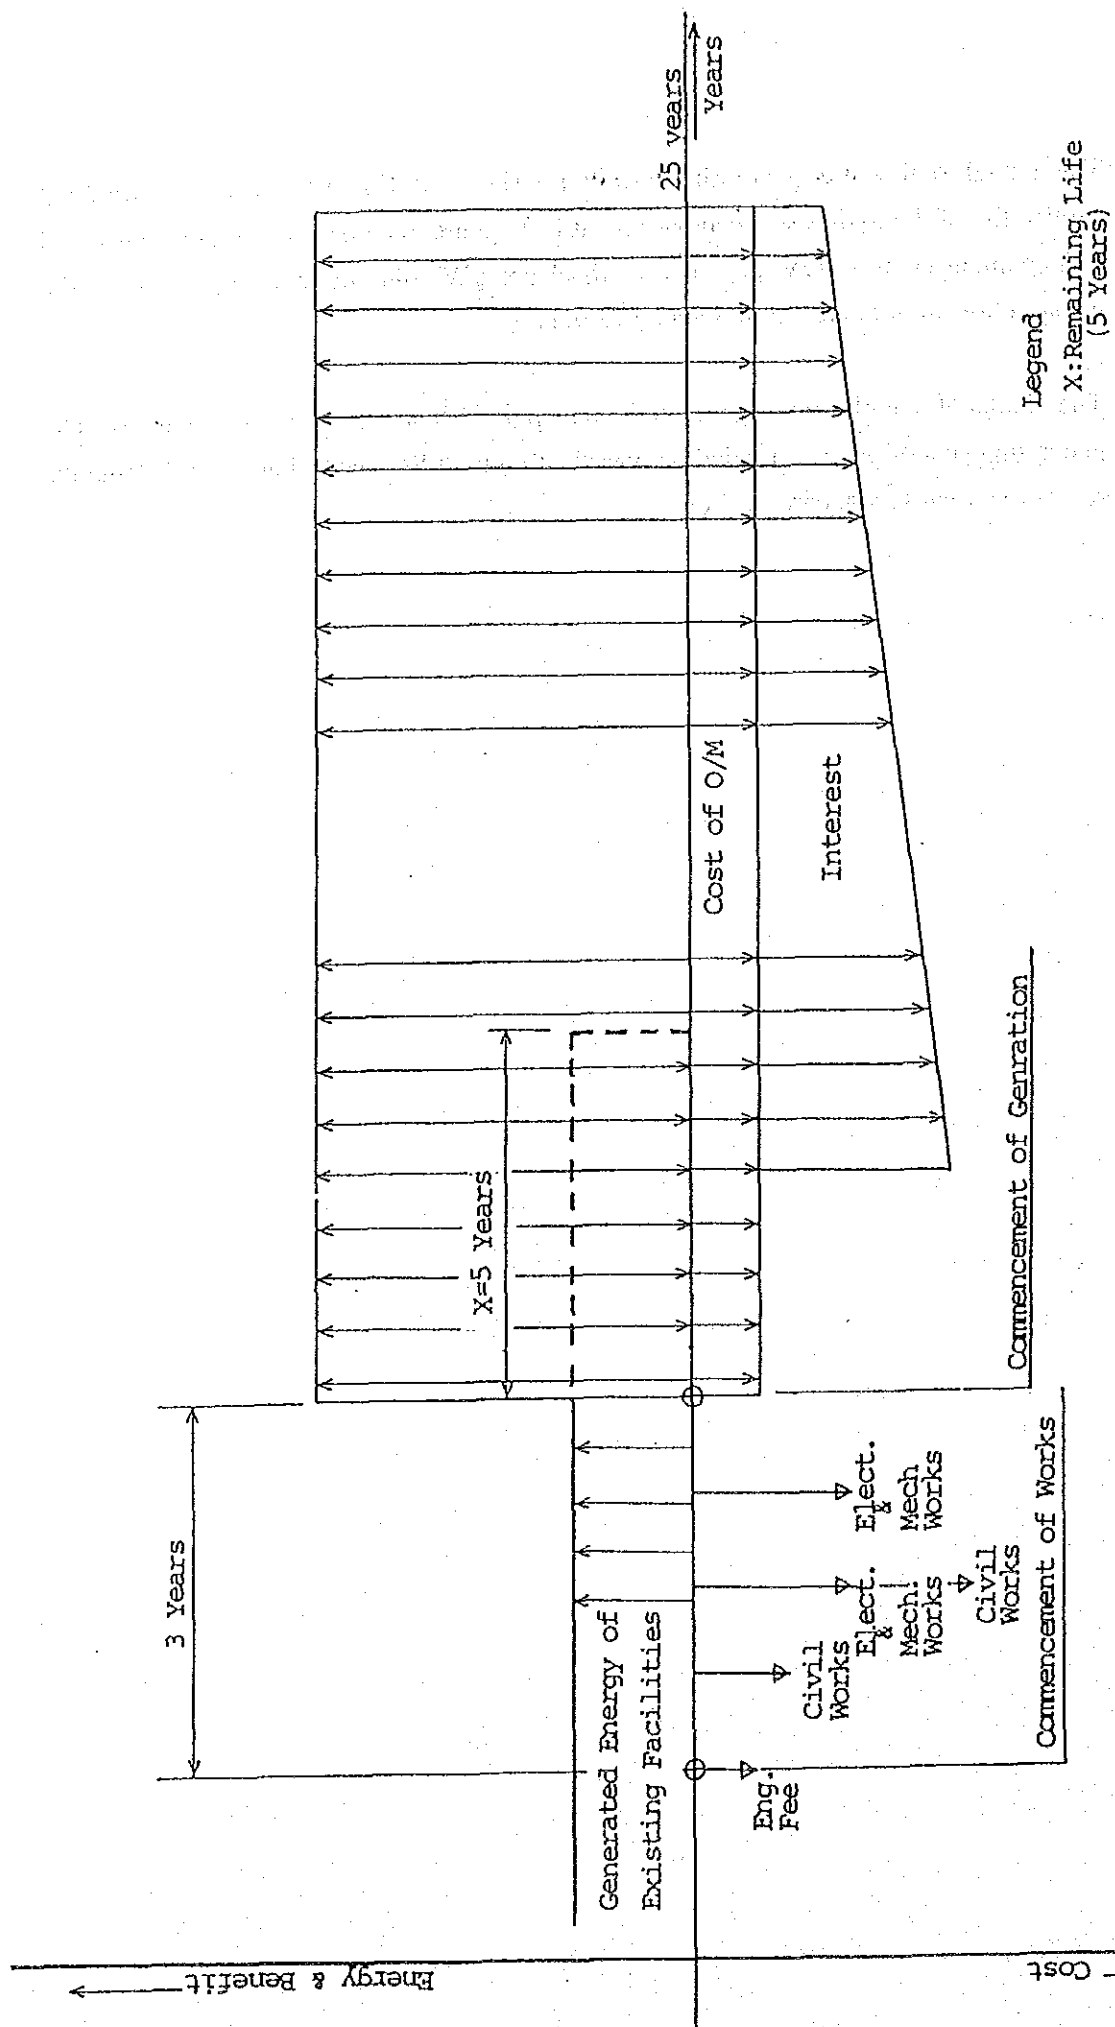 Energy & Benefit
Cost
3 Years
Generated Energy of
Existing Facilities
X=5 Years
25 years
Years
Cost of O/M
Interest
Eng.
Fee
Civil
Works
Elect.
&
Mech.
Works
Civil
Works
Elect.
&
Mech
Works
Commencement of Works
Commencement of Genration
Legend
X:Remaining Life
(5 Years)